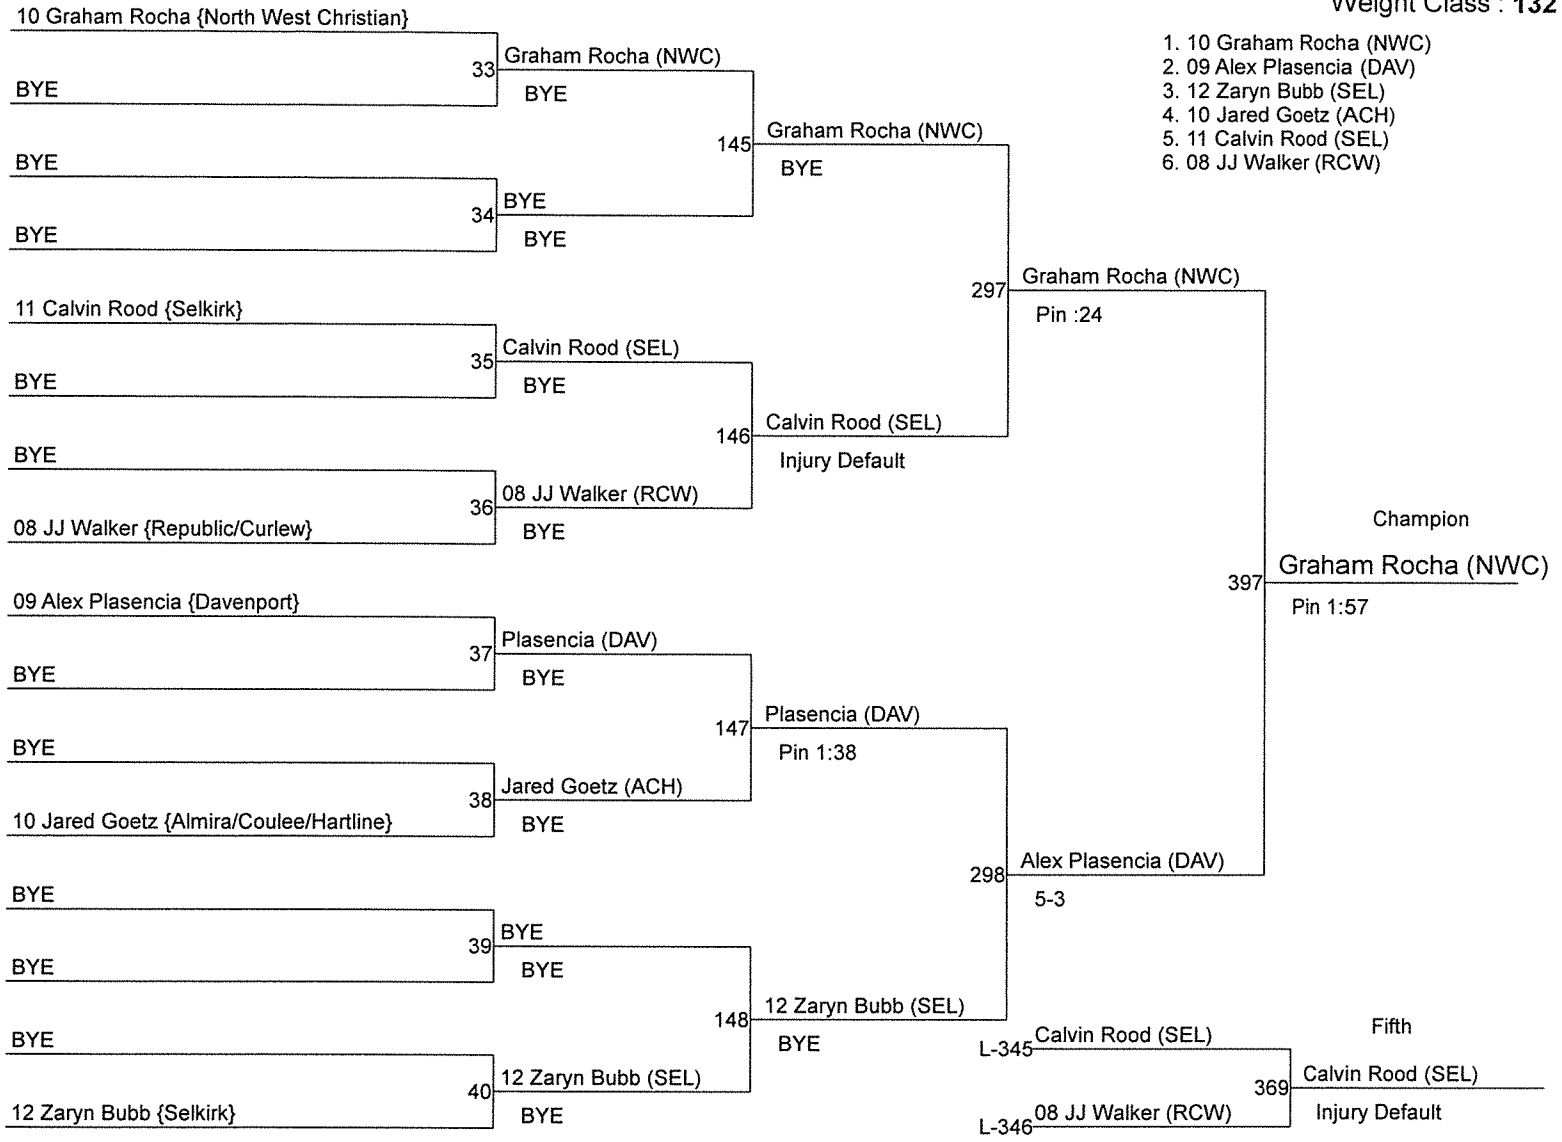 Weight Class : 132
1. 10 Graham Rocha (NWC)
2. 09 Alex Plasencia (DAV)
3. 12 Zaryn Bubb (SEL)
4. 10 Jared Goetz (ACH)
5. 11 Calvin Rood (SEL)
6. 08 JJ Walker (RCW)
10 Graham Rocha {North West Christian}
BYE
BYE
BYE
11 Calvin Rood {Selkirk}
BYE
BYE
08 JJ Walker {Republic/Curlew}
09 Alex Plasencia {Davenport}
BYE
BYE
10 Jared Goetz {Almira/Coulee/Hartline}
BYE
BYE
BYE
12 Zaryn Bubb {Selkirk}
33 Graham Rocha (NWC)
BYE
34 BYE
BYE
35 Calvin Rood (SEL)
BYE
36 08 JJ Walker (RCW)
BYE
37 Plasencia (DAV)
BYE
38 Jared Goetz (ACH)
BYE
39 BYE
BYE
40 12 Zaryn Bubb (SEL)
BYE
145 Graham Rocha (NWC)
BYE
146 Calvin Rood (SEL)
Injury Default
147 Plasencia (DAV)
Pin 1:38
148 12 Zaryn Bubb (SEL)
BYE
297 Graham Rocha (NWC)
Pin :24
298 Alex Plasencia (DAV)
5-3
Champion
397 Graham Rocha (NWC)
Pin 1:57
Fifth
L-345 Calvin Rood (SEL)
L-346 08 JJ Walker (RCW)
369 Calvin Rood (SEL)
Injury Default